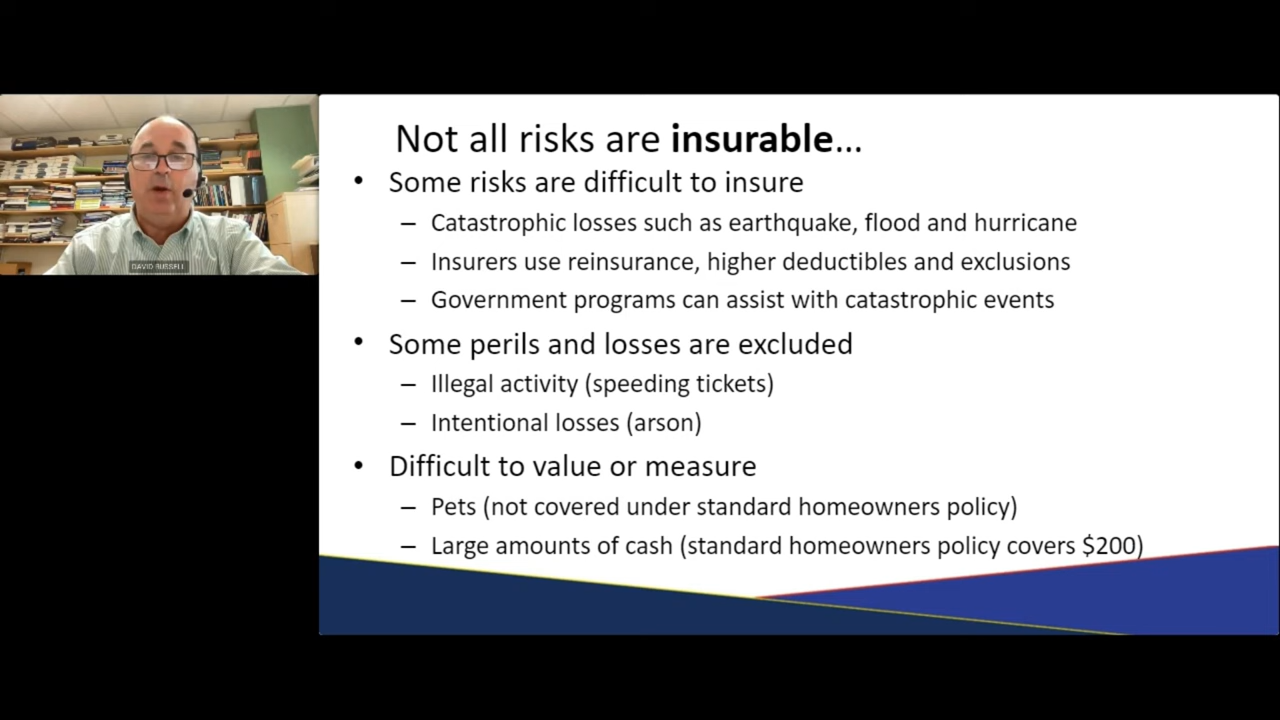 DAVID RUSSELL
Not all risks are insurable...
• Some risks are difficult to insure
– Catastrophic losses such as earthquake, flood and hurricane
– Insurers use reinsurance, higher deductibles and exclusions
– Government programs can assist with catastrophic events
• Some perils and losses are excluded
– Illegal activity (speeding tickets)
– Intentional losses (arson)
• Difficult to value or measure
– Pets (not covered under standard homeowners policy)
– Large amounts of cash (standard homeowners policy covers $200)